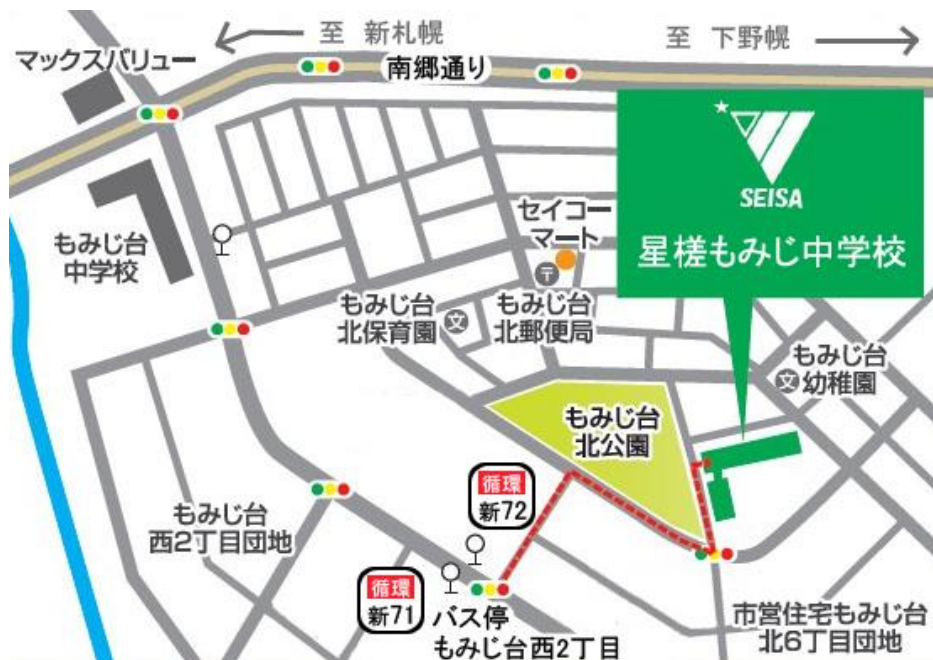 至 新札幌
至 下野幌
マックスバリュー
南郷通り
SEISA
星槎もみじ中学校
もみじ台
中学校
セイコー
マート
〒
もみじ台
北保育園
文
もみじ台
北郵便局
もみじ台
幼稚園
文
もみじ台
北公園
循環
新72
もみじ台
西2丁目団地
循環
新71
バス停
もみじ台西2丁目
市営住宅もみじ台
北6丁目団地